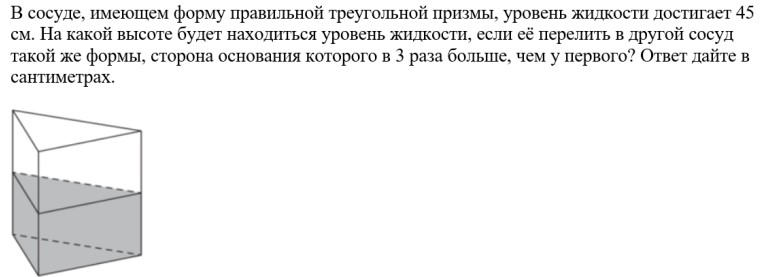 В сосуде, имеющем форму правильной треугольной призмы, уровень жидкости достигает 45
см. На какой высоте будет находиться уровень жидкости, если её перелить в другой сосуд
такой же формы, сторона основания которого в 3 раза больше, чем у первого? Ответ дайте в
сантиметрах.